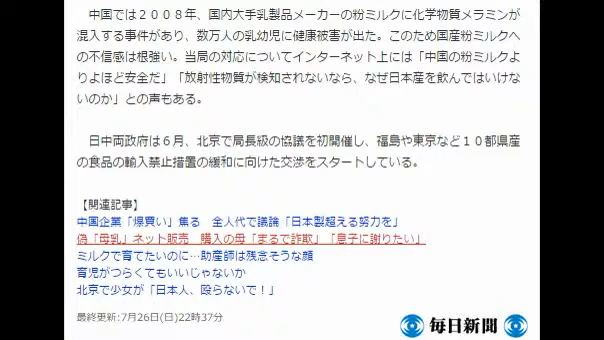 中国では２００８年、国内大手乳製品メーカーの粉ミルクに化学物質メラミンが
混入する事件があり、数万人の乳幼児に健康被害が出た。このため国産粉ミルクへ
の不信感は根強い。当局の対応についてインターネット上には「中国の粉ミルクよ
りよほど安全だ」「放射性物質が検知されないなら、なぜ日本産を飲んではいけな
いのか」との声もある。
日中両政府は６月、北京で局長級の協議を初開催し、福島や東京など１０都県産
の食品の輸入禁止措置の緩和に向けた交渉をスタートしている。
【関連記事】
中国企業「爆買い」焦る　全人代で議論「日本製超える努力を」
偽「母乳」ネット販売　購入の母「まるで詐欺」「息子に謝りたい」
ミルクで育てたいのに…助産師は残念そうな顔
育児がつらくてもいいじゃないか
北京で少女が「日本人、殴らないで！」
最終更新:7月26日(日)22時37分
毎日新聞